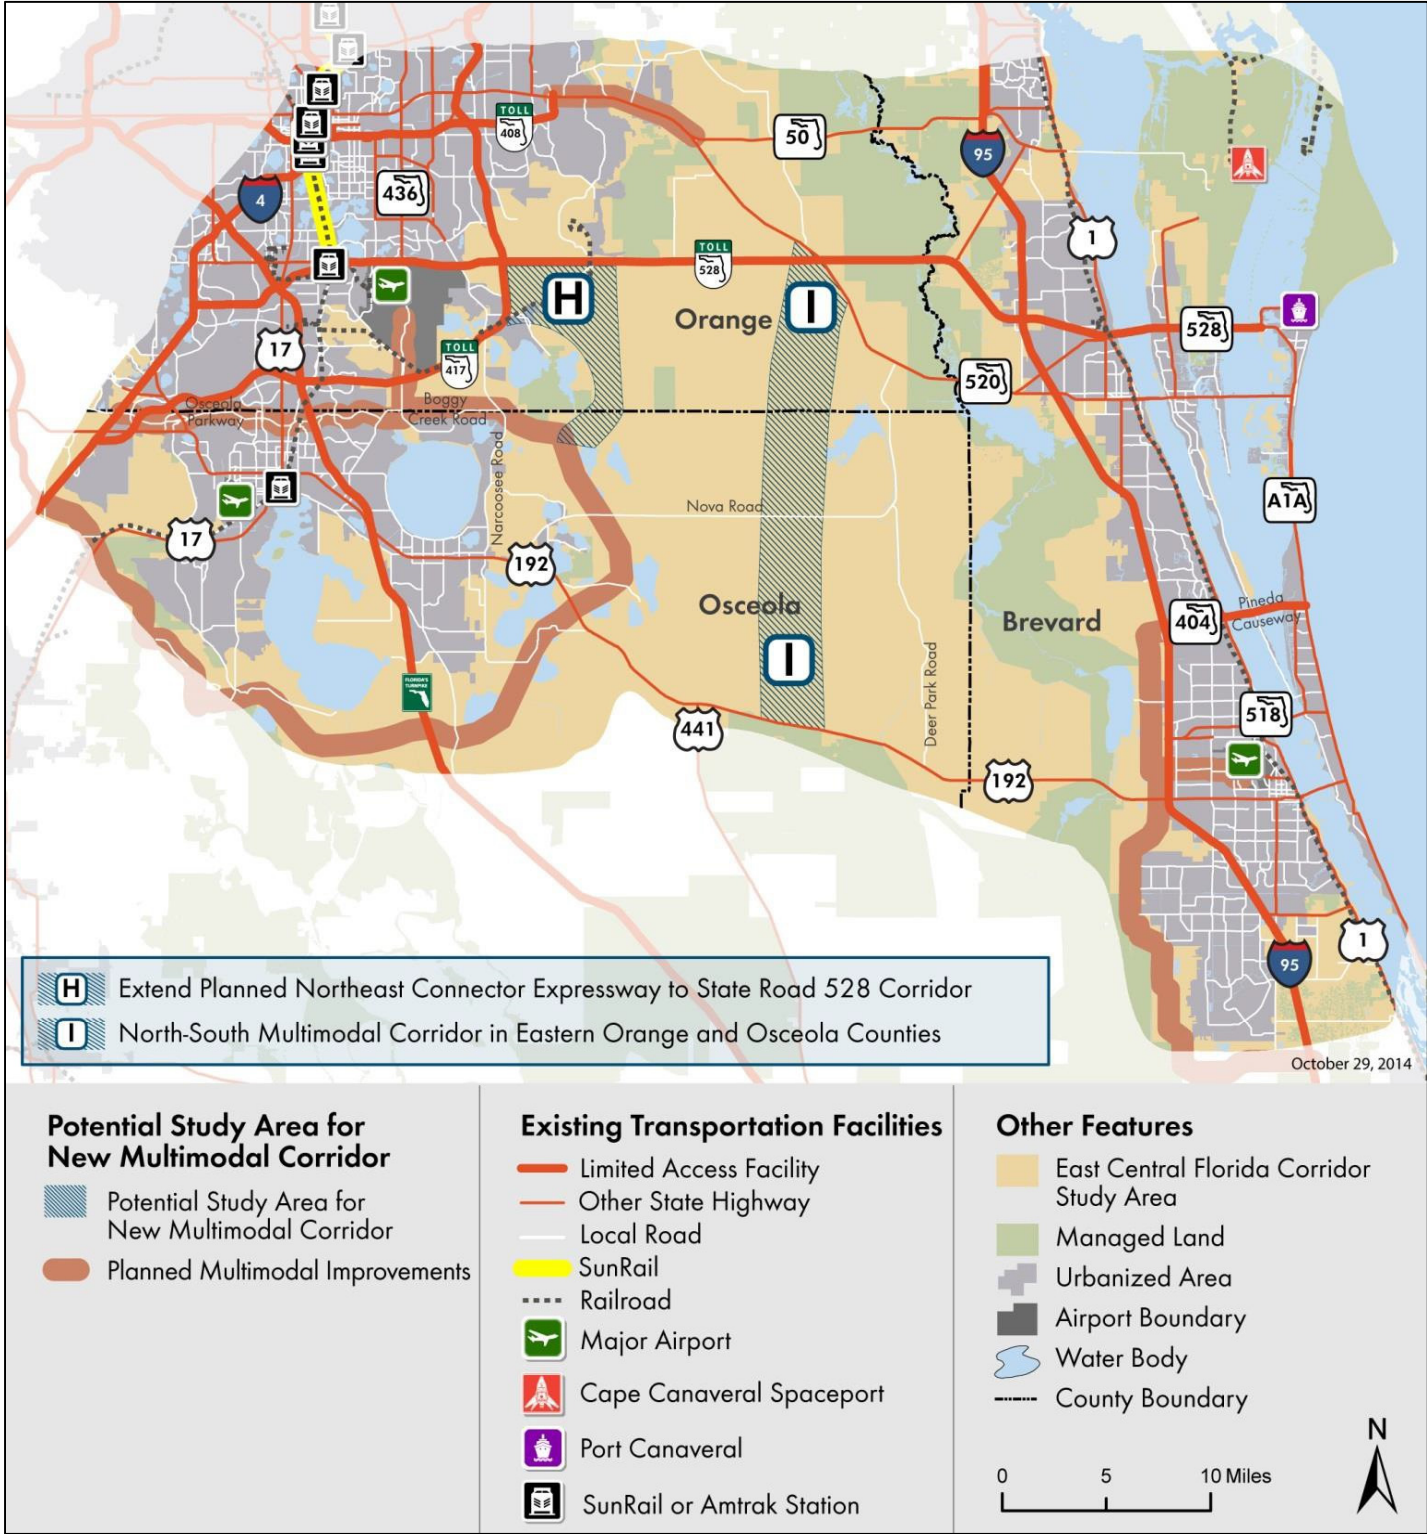 TOLL
408
50
95
436
4
1
TOLL
528
H
I
Orange
528
17
TOLL
417
520
Osceola
Parkway
Boggy
Creek Road
Narcoossee Road
A1A
Nova Road
17
192
Osceola
Brevard
404
Pineda
Causeway
I
FLORIDA'S
TURNPIKE
Deer Park Road
518
441
192
1
95
H Extend Planned Northeast Connector Expressway to State Road 528 Corridor
I North-South Multimodal Corridor in Eastern Orange and Osceola Counties
October 29, 2014
Potential Study Area for
New Multimodal Corridor
Potential Study Area for
New Multimodal Corridor
Planned Multimodal Improvements
Existing Transportation Facilities
Limited Access Facility
Other State Highway
Local Road
SunRail
Railroad
Major Airport
Cape Canaveral Spaceport
Port Canaveral
SunRail or Amtrak Station
Other Features
East Central Florida Corridor
Study Area
Managed Land
Urbanized Area
Airport Boundary
Water Body
County Boundary
N
0 5 10 Miles